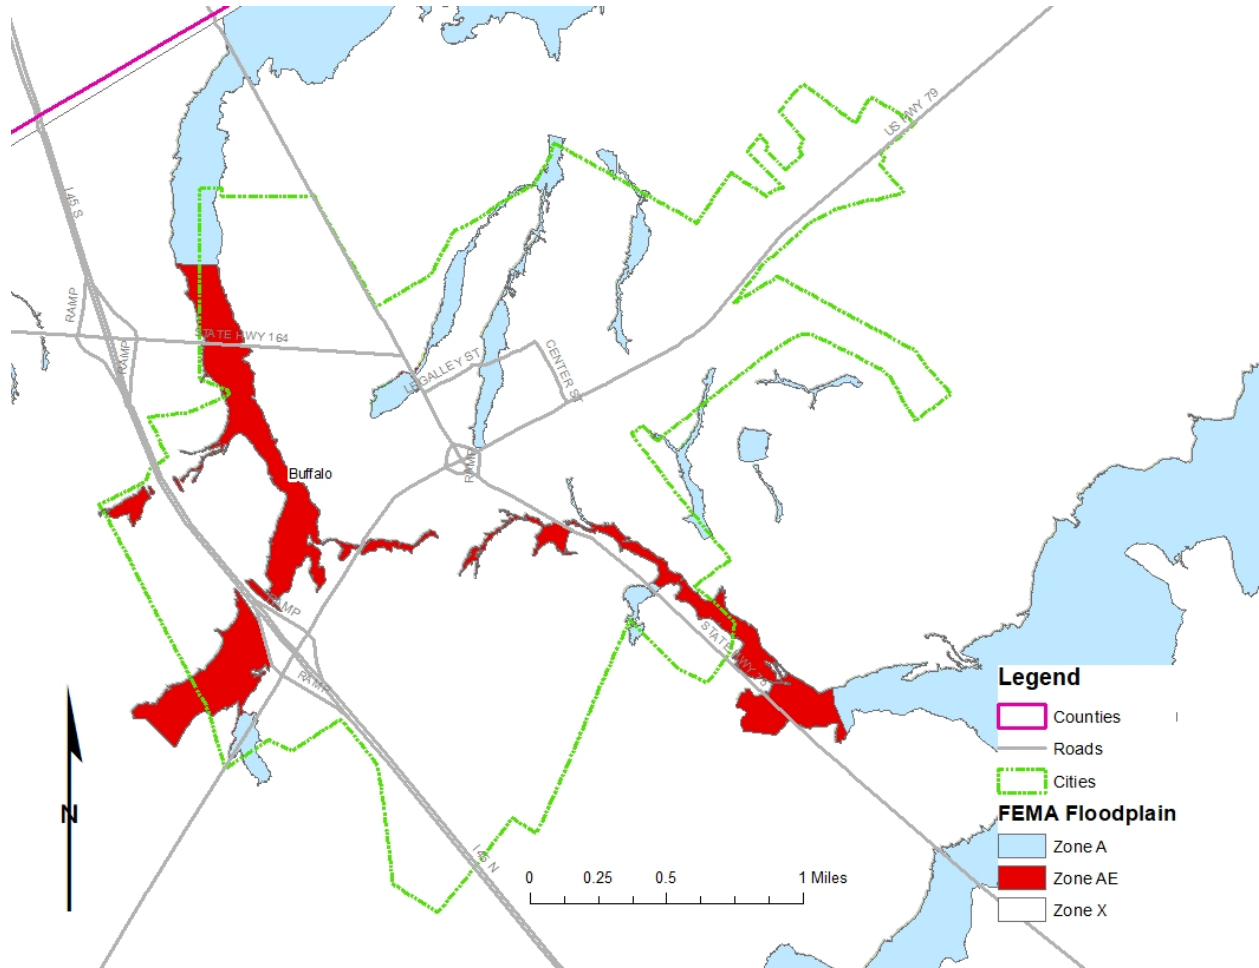 US HWY 79
I 45 S
RAMP
RAMP
STATE HWY 164
LEGALLEY ST
CENTER ST
RAMP
Buffalo
RAMP
RAMP
STATE HWY 75
N
I 45 N
0 0.25 0.5 1 Miles
Legend
Counties
Roads
Cities
FEMA Floodplain
Zone A
Zone AE
Zone X